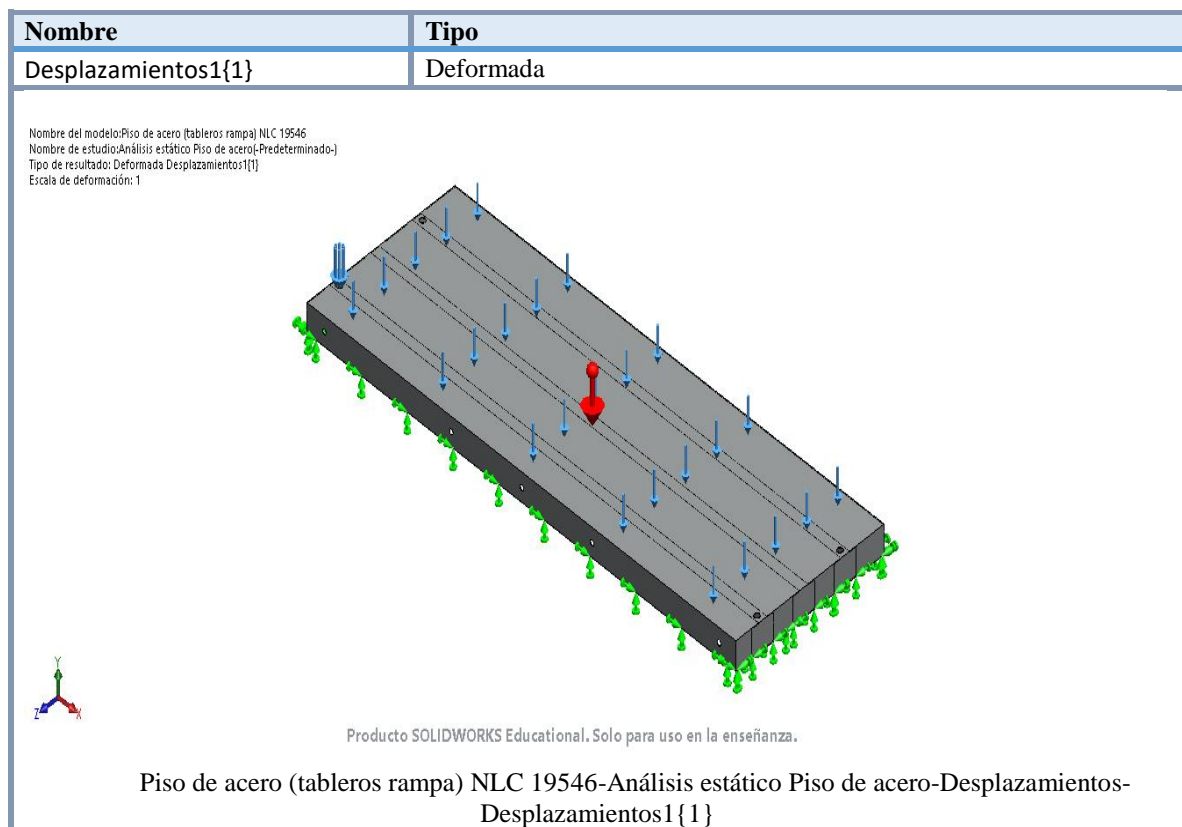 Nombre Tipo
Desplazamientos1{1} Deformada
Nombre del modelo:Piso de acero (tableros rampa) NLC 19546
Nombre de estudio:Análisis estático Piso de acero(-Predeterminado-)
Tipo de resultado: Deformada Desplazamientos1{1}
Escala de deformación: 1
Y
Z X
Producto SOLIDWORKS Educational. Solo para uso en la enseñanza.
Piso de acero (tableros rampa) NLC 19546-Análisis estático Piso de acero-Desplazamientos-
Desplazamientos1{1}